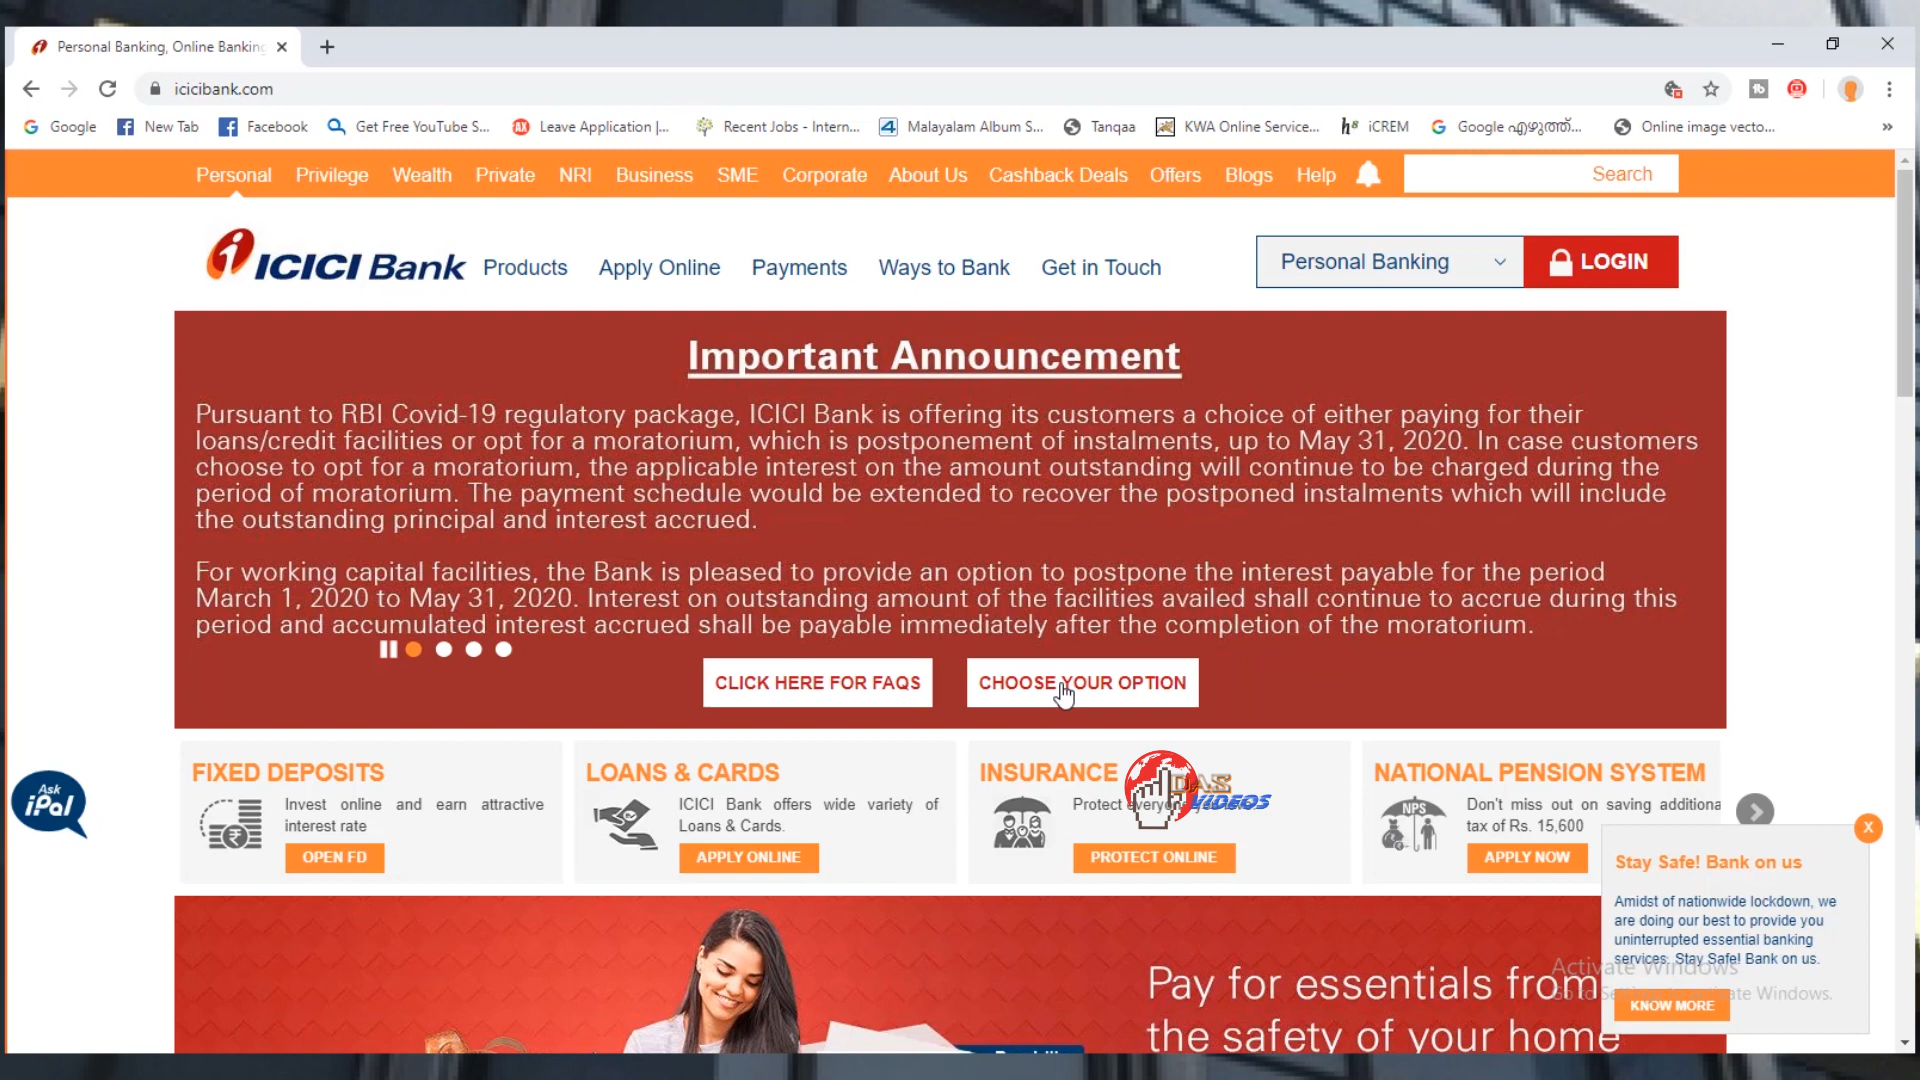 Personal Banking, Online Banking
icicibank.com
Google
New Tab
Facebook
Get Free YouTube S...
Leave Application |...
Recent Jobs - Intern...
Malayalam Album S...
Tanqaa
KWA Online Service...
iCREM
Google എഴുത്ത്...
Online image vecto...
Personal Privilege Wealth Private NRI Business SME Corporate About Us Cashback Deals Offers Blogs Help Search
ICICI Bank
Products Apply Online Payments Ways to Bank Get in Touch
Personal Banking
LOGIN
Important Announcement
Pursuant to RBI Covid-19 regulatory package, ICICI Bank is offering its customers a choice of either paying for their
loans/credit facilities or opt for a moratorium, which is postponement of instalments, up to May 31, 2020. In case customers
choose to opt for a moratorium, the applicable interest on the amount outstanding will continue to be charged during the
period of moratorium. The payment schedule would be extended to recover the postponed instalments which will include
the outstanding principal and interest accrued.
For working capital facilities, the Bank is pleased to provide an option to postpone the interest payable for the period
March 1, 2020 to May 31, 2020. Interest on outstanding amount of the facilities availed shall continue to accrue during this
period and accumulated interest accrued shall be payable immediately after the completion of the moratorium.
CLICK HERE FOR FAQS
CHOOSE YOUR OPTION
Ask
iPal
FIXED DEPOSITS
Invest online and earn attractive
interest rate
OPEN FD
LOANS & CARDS
ICICI Bank offers wide variety of
Loans & Cards.
APPLY ONLINE
INSURANCE
Protect
PROTECT ONLINE
DAS
VIDEOS
NATIONAL PENSION SYSTEM
NPS
Don't miss out on saving additiona
tax of Rs. 15,600
APPLY NOW
X
Stay Safe! Bank on us
Amidst of nationwide lockdown, we
are doing our best to provide you
uninterrupted essential banking
services. Stay Safe! Bank on us.
KNOW MORE
Activate Windows
Pay for essentials from
the safety of your home